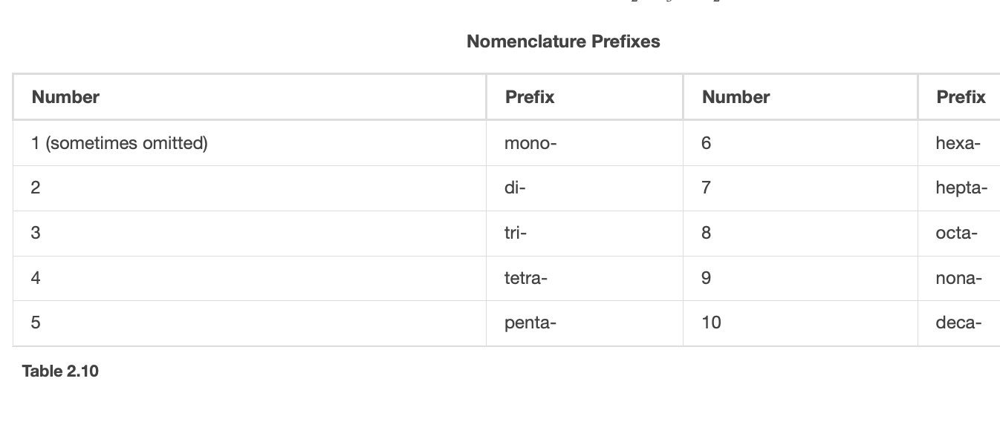 Nomenclature Prefixes
Number Prefix Number Prefix
1 (sometimes omitted) mono- 6 hexa-
2 di- 7 hepta-
3 tri- 8 octa-
4 tetra- 9 nona-
5 penta- 10 deca-
Table 2.10